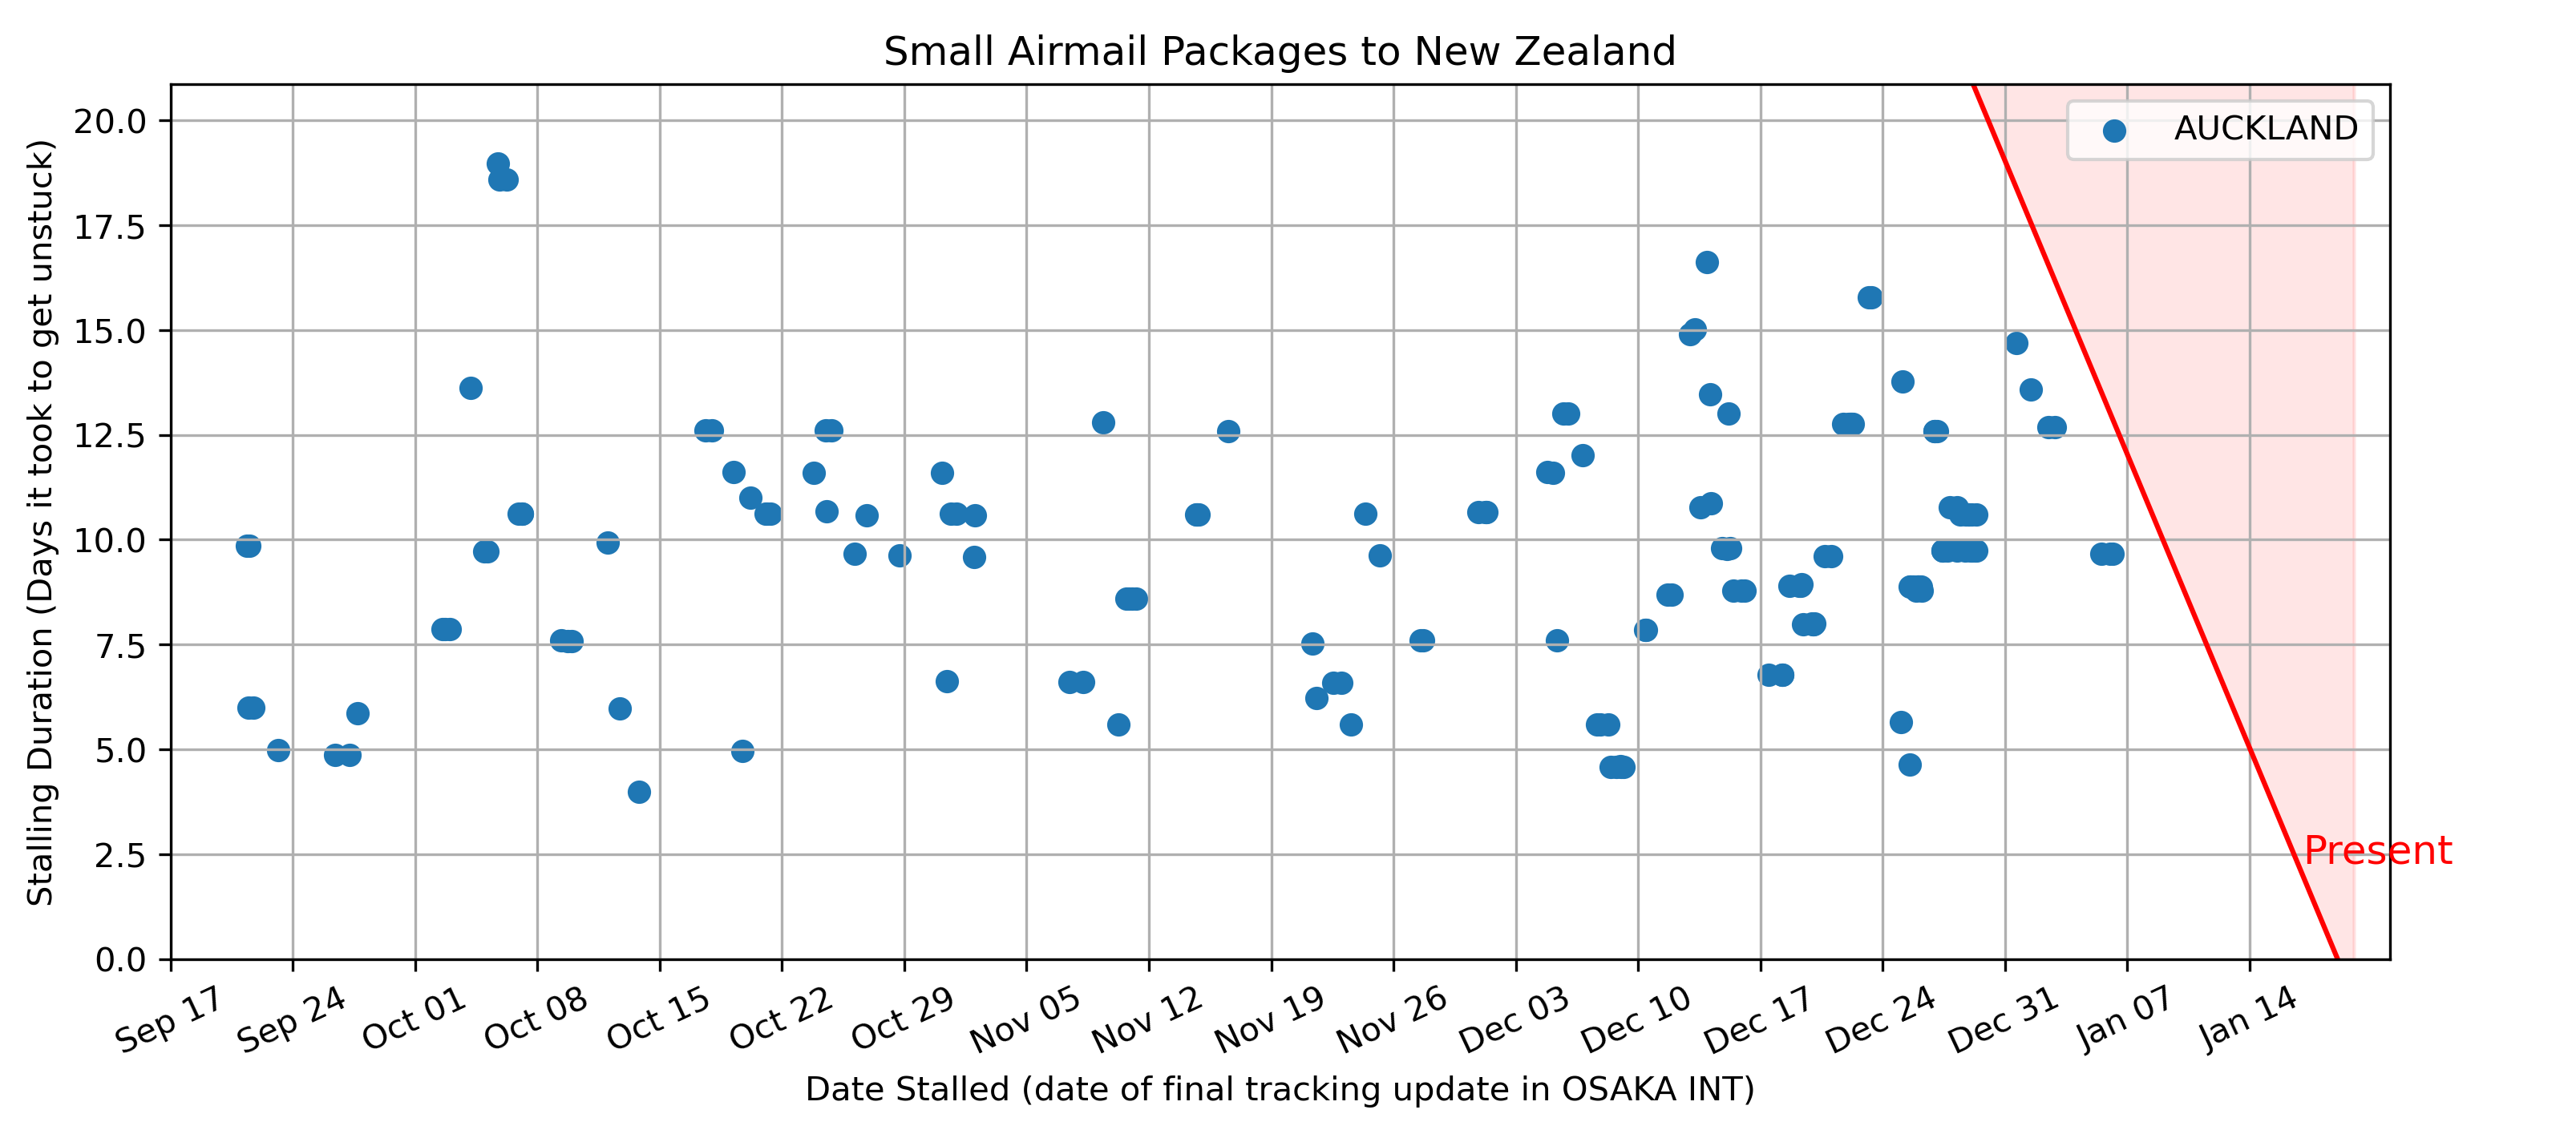 Small Airmail Packages to New Zealand
Stalling Duration (Days it took to get unstuck)
20.0
17.5
15.0
12.5
10.0
7.5
5.0
2.5
0.0
AUCKLAND
Present
Sep 17
Sep 24
Oct 01
Oct 08
Oct 15
Oct 22
Oct 29
Nov 05
Nov 12
Nov 19
Nov 26
Dec 03
Dec 10
Dec 17
Dec 24
Dec 31
Jan 07
Jan 14
Date Stalled (date of final tracking update in OSAKA INT)